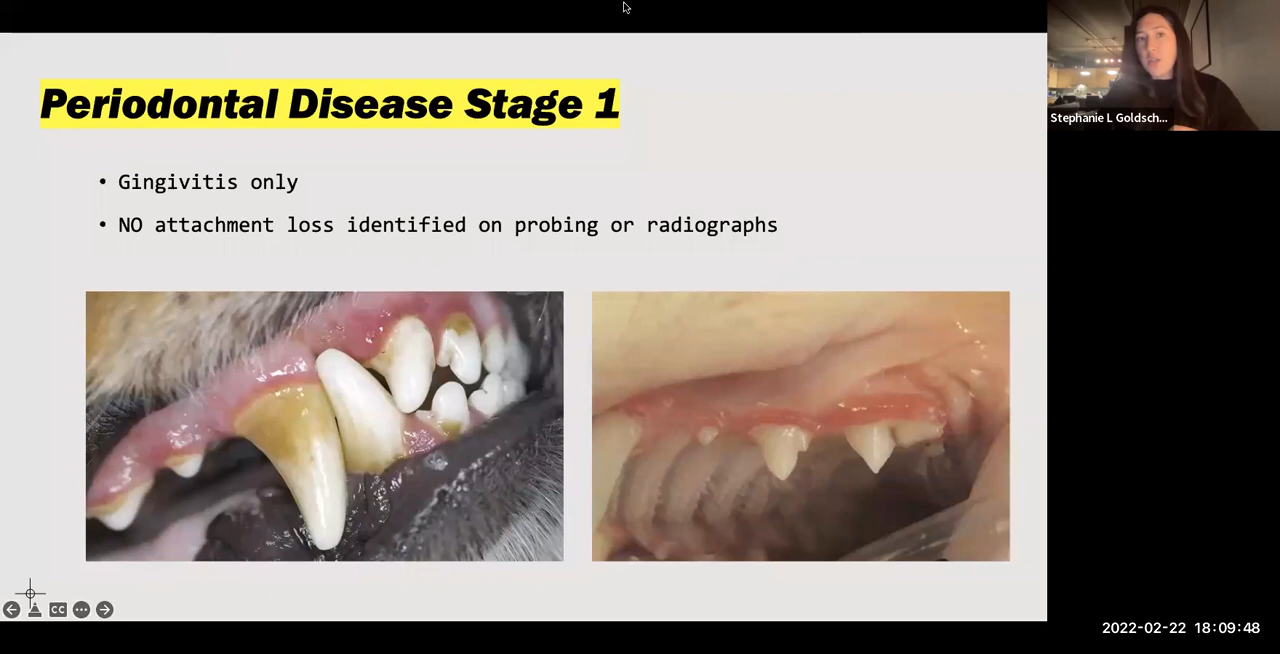 Periodontal Disease Stage 1
• Gingivitis only
• NO attachment loss identified on probing or radiographs
Stephanie L Goldsch...
CC
2022-02-22 18:09:48